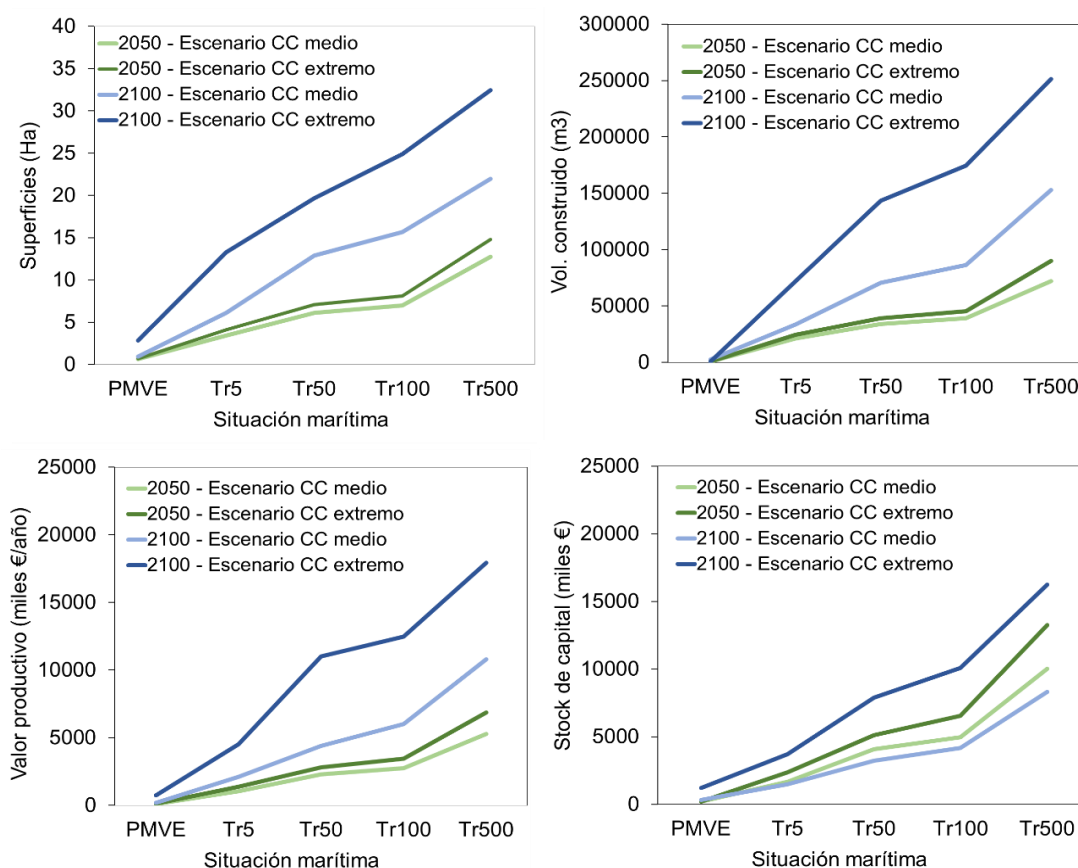 Superficies (Ha)
40
35
30
25
20
15
10
5
0
2050 - Escenario CC medio
2050 - Escenario CC extremo
2100 - Escenario CC medio
2100 - Escenario CC extremo
PMVE Tr5 Tr50 Tr100 Tr500
Situación marítima
Vol. construido (m3)
300000
250000
200000
150000
100000
50000
0
2050 - Escenario CC medio
2050 - Escenario CC extremo
2100 - Escenario CC medio
2100 - Escenario CC extremo
PMVE Tr5 Tr50 Tr100 Tr500
Situación marítima
Valor productivo (miles €/año)
25000
20000
15000
10000
5000
0
2050 - Escenario CC medio
2050 - Escenario CC extremo
2100 - Escenario CC medio
2100 - Escenario CC extremo
PMVE Tr5 Tr50 Tr100 Tr500
Situación marítima
Stock de capital (miles €)
25000
20000
15000
10000
5000
0
2050 - Escenario CC medio
2050 - Escenario CC extremo
2100 - Escenario CC medio
2100 - Escenario CC extremo
PMVE Tr5 Tr50 Tr100 Tr500
Situación marítima